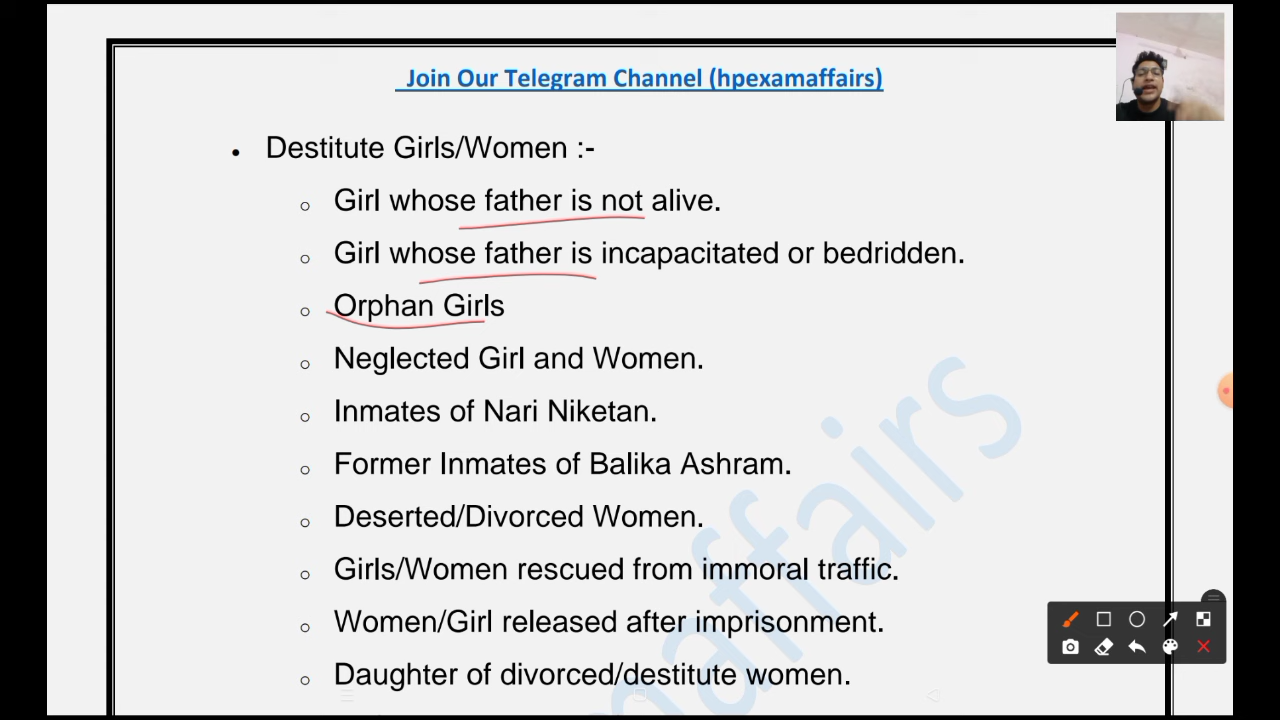 Join Our Telegram Channel (hpexamaffairs)
• Destitute Girls/Women :-
o Girl whose father is not alive.
o Girl whose father is incapacitated or bedridden.
o Orphan Girls
o Neglected Girl and Women.
o Inmates of Nari Niketan.
o Former Inmates of Balika Ashram.
o Deserted/Divorced Women.
o Girls/Women rescued from immoral traffic.
o Women/Girl released after imprisonment.
o Daughter of divorced/destitute women.
maffairs